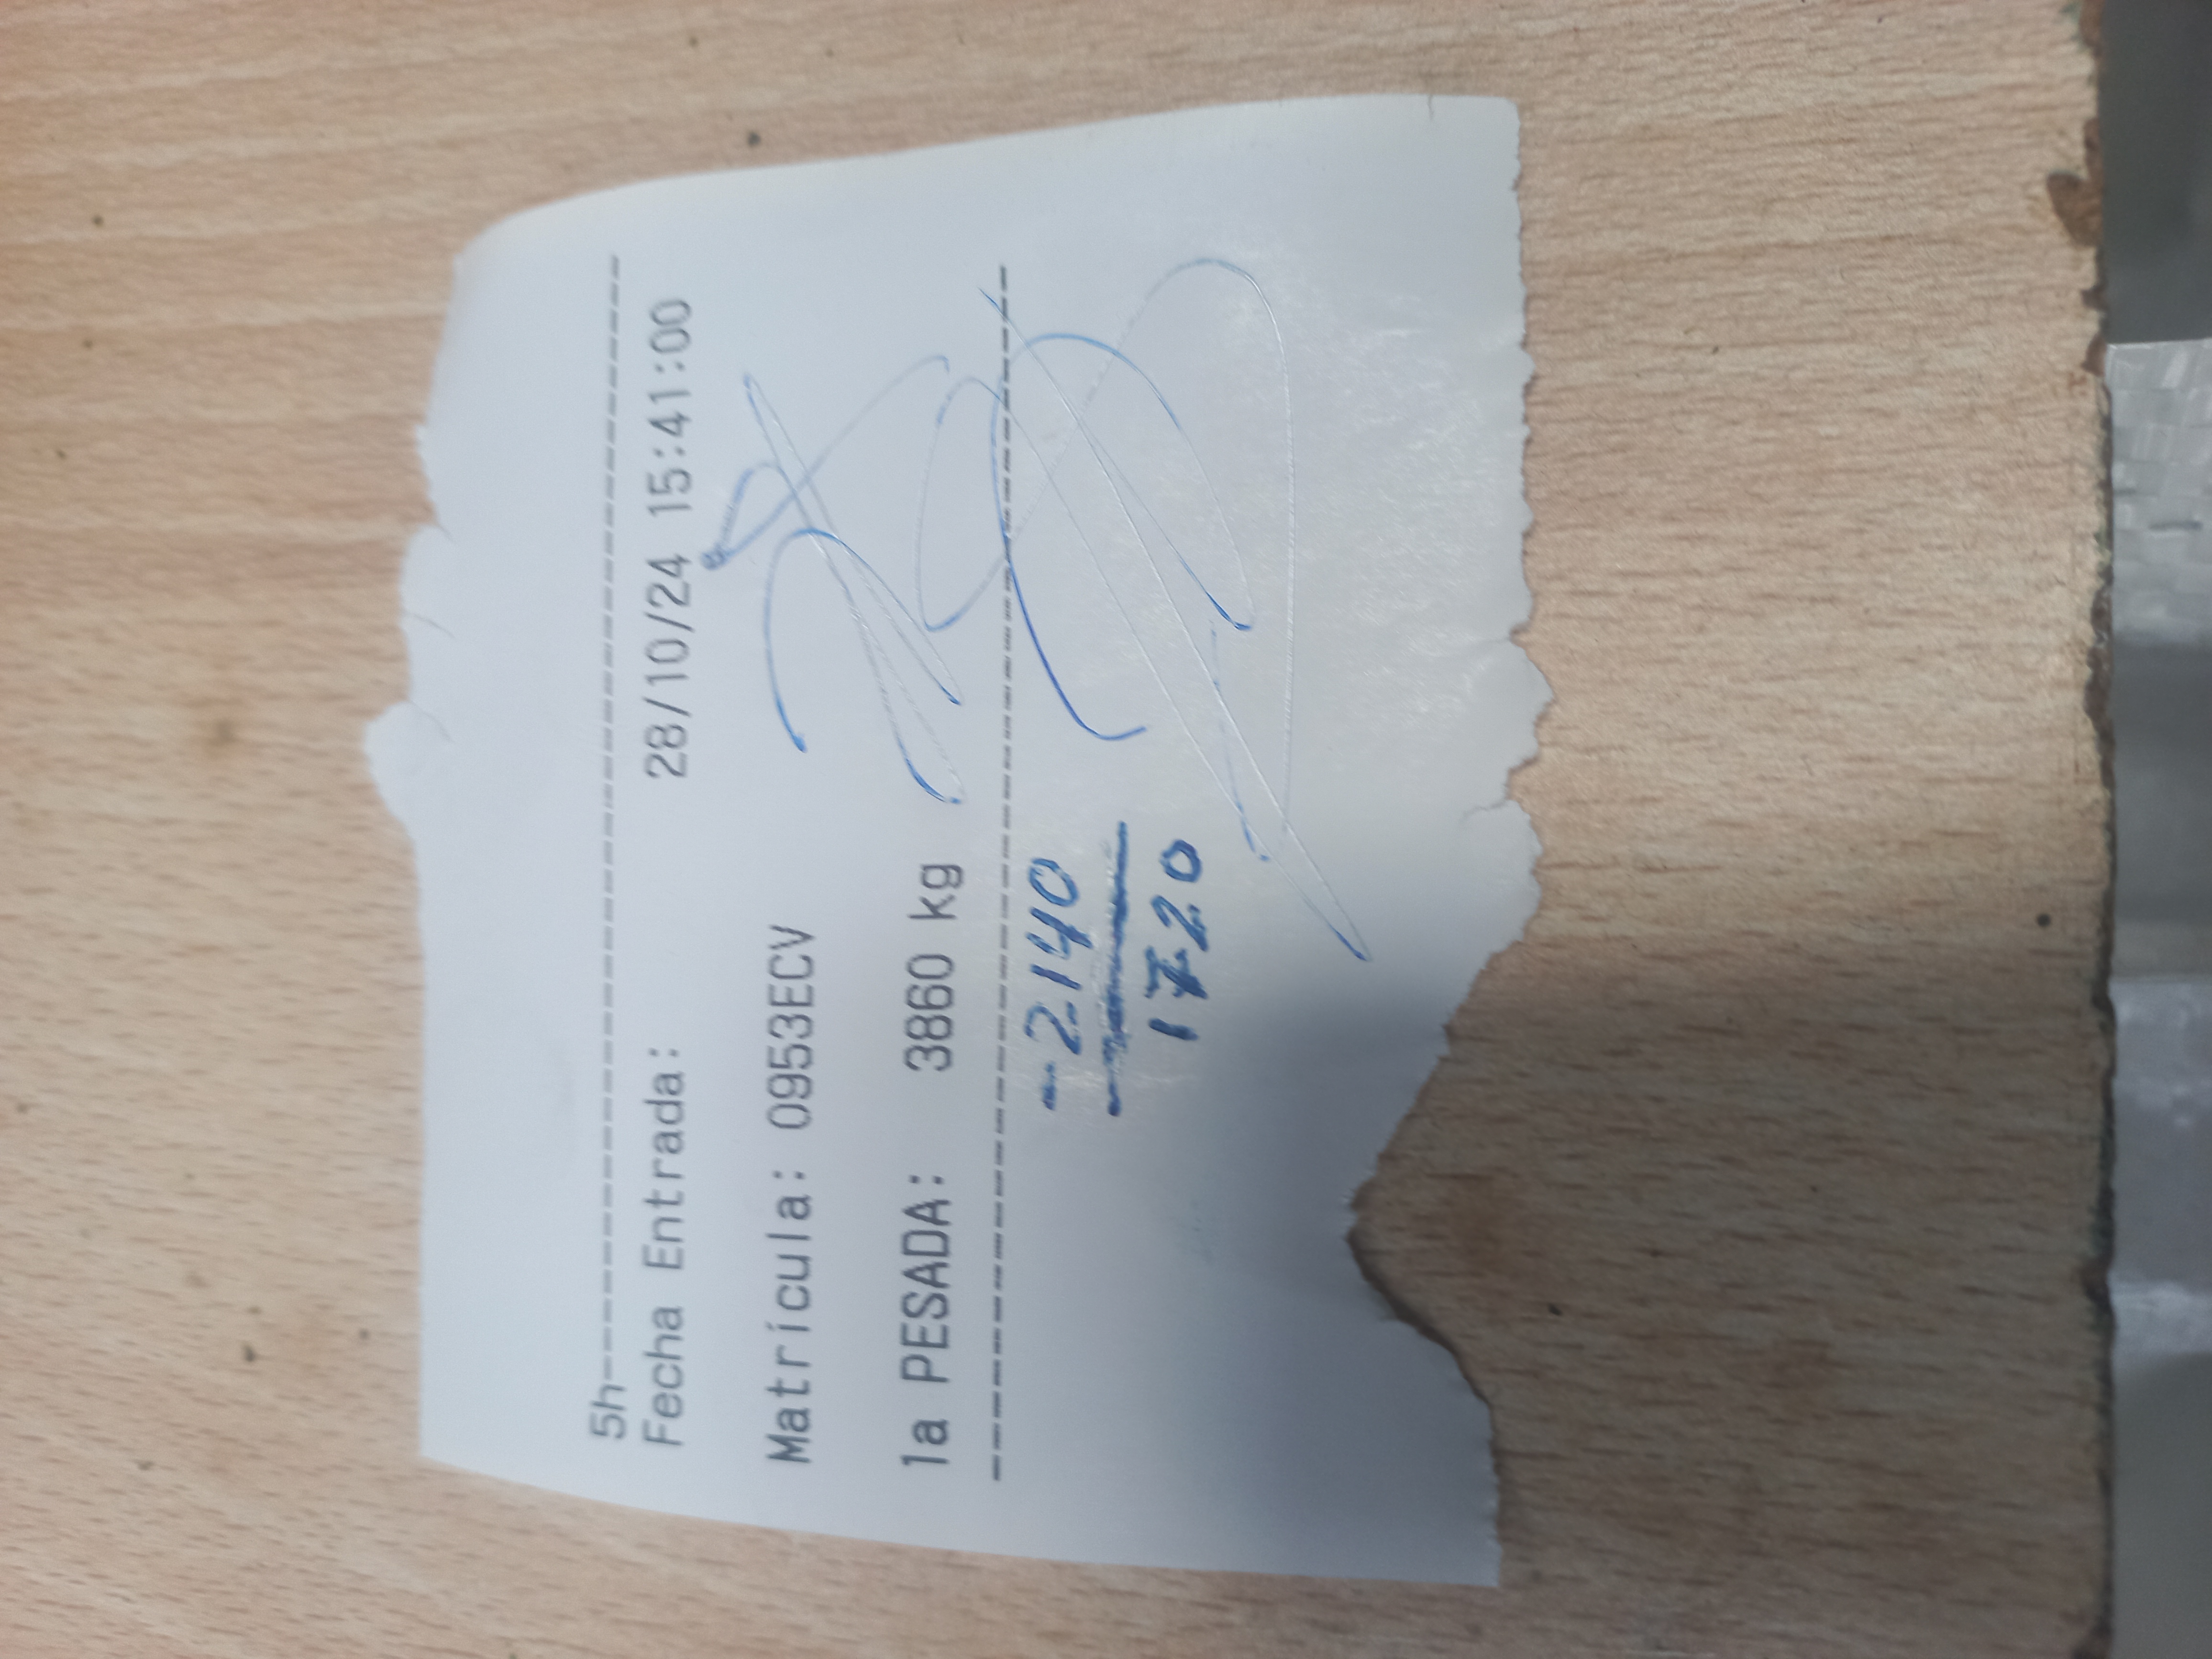 5h------------------------------
Fecha Entrada: 28/10/24 15:41:00
Matrícula: 0953ECV
1a PESADA: 3860 kg
--------------------------------
- 2140
1720